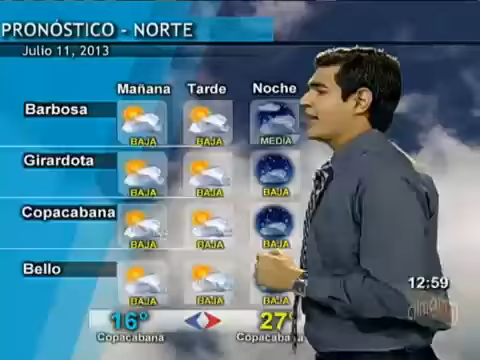 PRONÓSTICO - NORTE
Julio 11, 2013
Mañana Tarde Noche
Barbosa
BAJA BAJA MEDIA
Girardota
BAJA BAJA BAJA
Copacabana
BAJA BAJA BAJA
Bello
BAJA BAJA
16° 27°
Copacabana
12:59